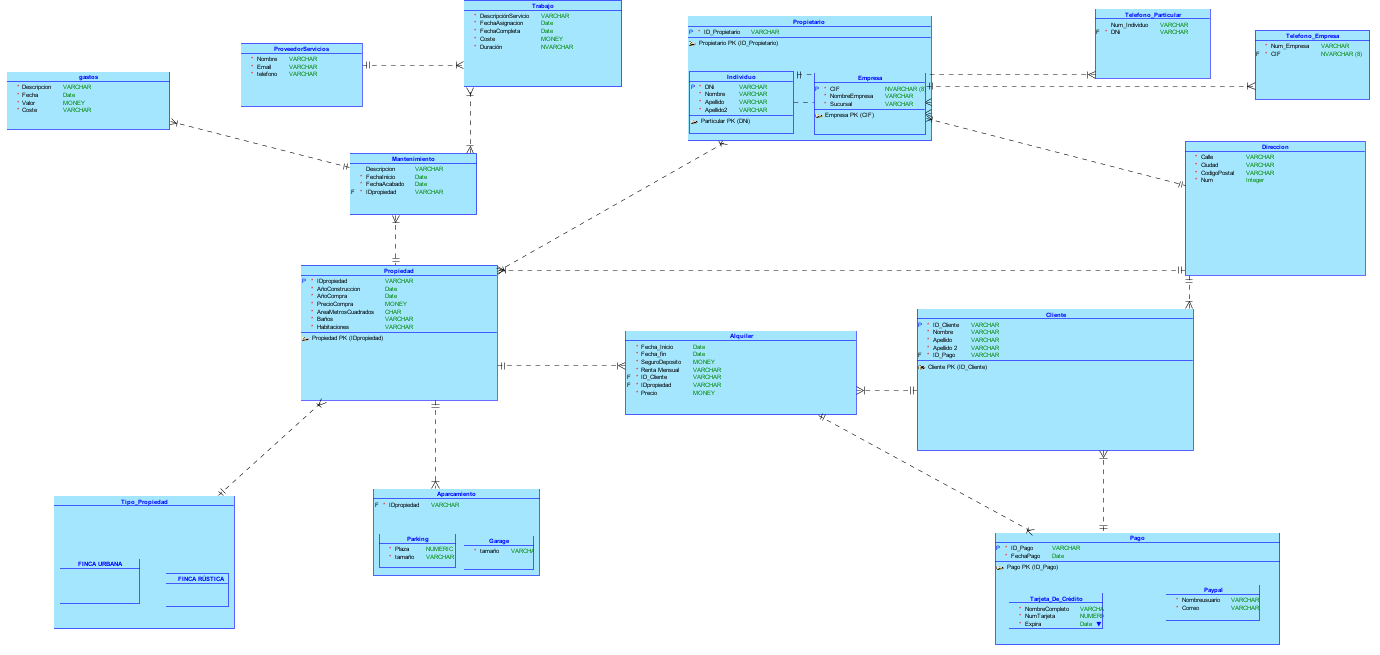 Trabajo
* DescripciónServicio VARCHAR
* FechaAsignacion Date
* FechaCompleta Date
* Coste MONEY
* Duración NVARCHAR
ProveedorServicios
* Nombre VARCHAR
* Email VARCHAR
* telefono VARCHAR
gastos
* Descripcion VARCHAR
* Fecha Date
* Valor MONEY
* Coste VARCHAR
Mantenimiento
Descripcion VARCHAR
* FechaInicio Date
* FechaAcabado Date
F * IDpropiedad VARCHAR
Propietario
P * ID_Propietario VARCHAR
Propietario PK (ID_Propietario)
Individuo
P * DNi VARCHAR
* Nombre VARCHAR
* Apellido VARCHAR
* Apellido2 VARCHAR
Particular PK (DNi)
Empresa
P * CIF NVARCHAR (8
* NombreEmpresa VARCHAR
* Sucursal VARCHAR
Empresa PK (CIF)
Telefono_Particular
Num_Individuo VARCHAR
F * DNi VARCHAR
Telefono_Empresa
* Num_Empresa VARCHAR
F * CIF NVARCHAR (8)
Direccion
* Calle VARCHAR
* Ciudad VARCHAR
* CodigoPostal VARCHAR
* Num Integer
Propiedad
P * IDpropiedad VARCHAR
* AñoConstruccion Date
* AñoCompra Date
* PrecioCompra MONEY
* AreaMetrosCuadrados CHAR
* Baños VARCHAR
* Habitaciones VARCHAR
Propiedad PK (IDpropiedad)
Alquiler
* Fecha_Inicio Date
* Fecha_fin Date
* SeguroDeposito MONEY
* Renta Mensual VARCHAR
F * ID_Cliente VARCHAR
F * IDpropiedad VARCHAR
* Precio MONEY
Cliente
P * ID_Cliente VARCHAR
* Nombre VARCHAR
* Apellido VARCHAR
* Apellido 2 VARCHAR
F * ID_Pago VARCHAR
Cliente PK (ID_Cliente)
Tipo_Propiedad
FINCA URBANA
FINCA RÚSTICA
Aparcamiento
F * IDpropiedad VARCHAR
Parking
* Plaza NUMERIC
* tamaño VARCHAR
Garage
* tamaño VARCHA
Pago
P * ID_Pago VARCHAR
* FechaPago Date
Pago PK (ID_Pago)
Tarjeta_De_Crédito
* NombreCompleto VARCHA
* NumTarjeta NUMERI
* Expira Date
Paypal
* Nombreusuario VARCHAR
* Correo VARCHAR